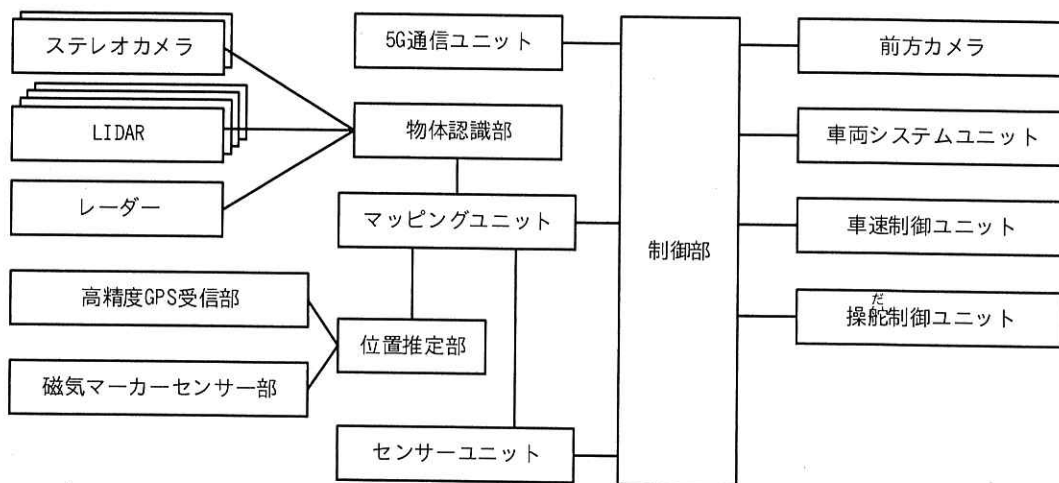 ステレオカメラ
LIDAR
レーダー
高精度GPS受信部
磁気マーカーセンサー部
5G通信ユニット
物体認識部
マッピングユニット
位置推定部
センサーユニット
制御部
前方カメラ
車両システムユニット
車速制御ユニット
だ
操舵制御ユニット